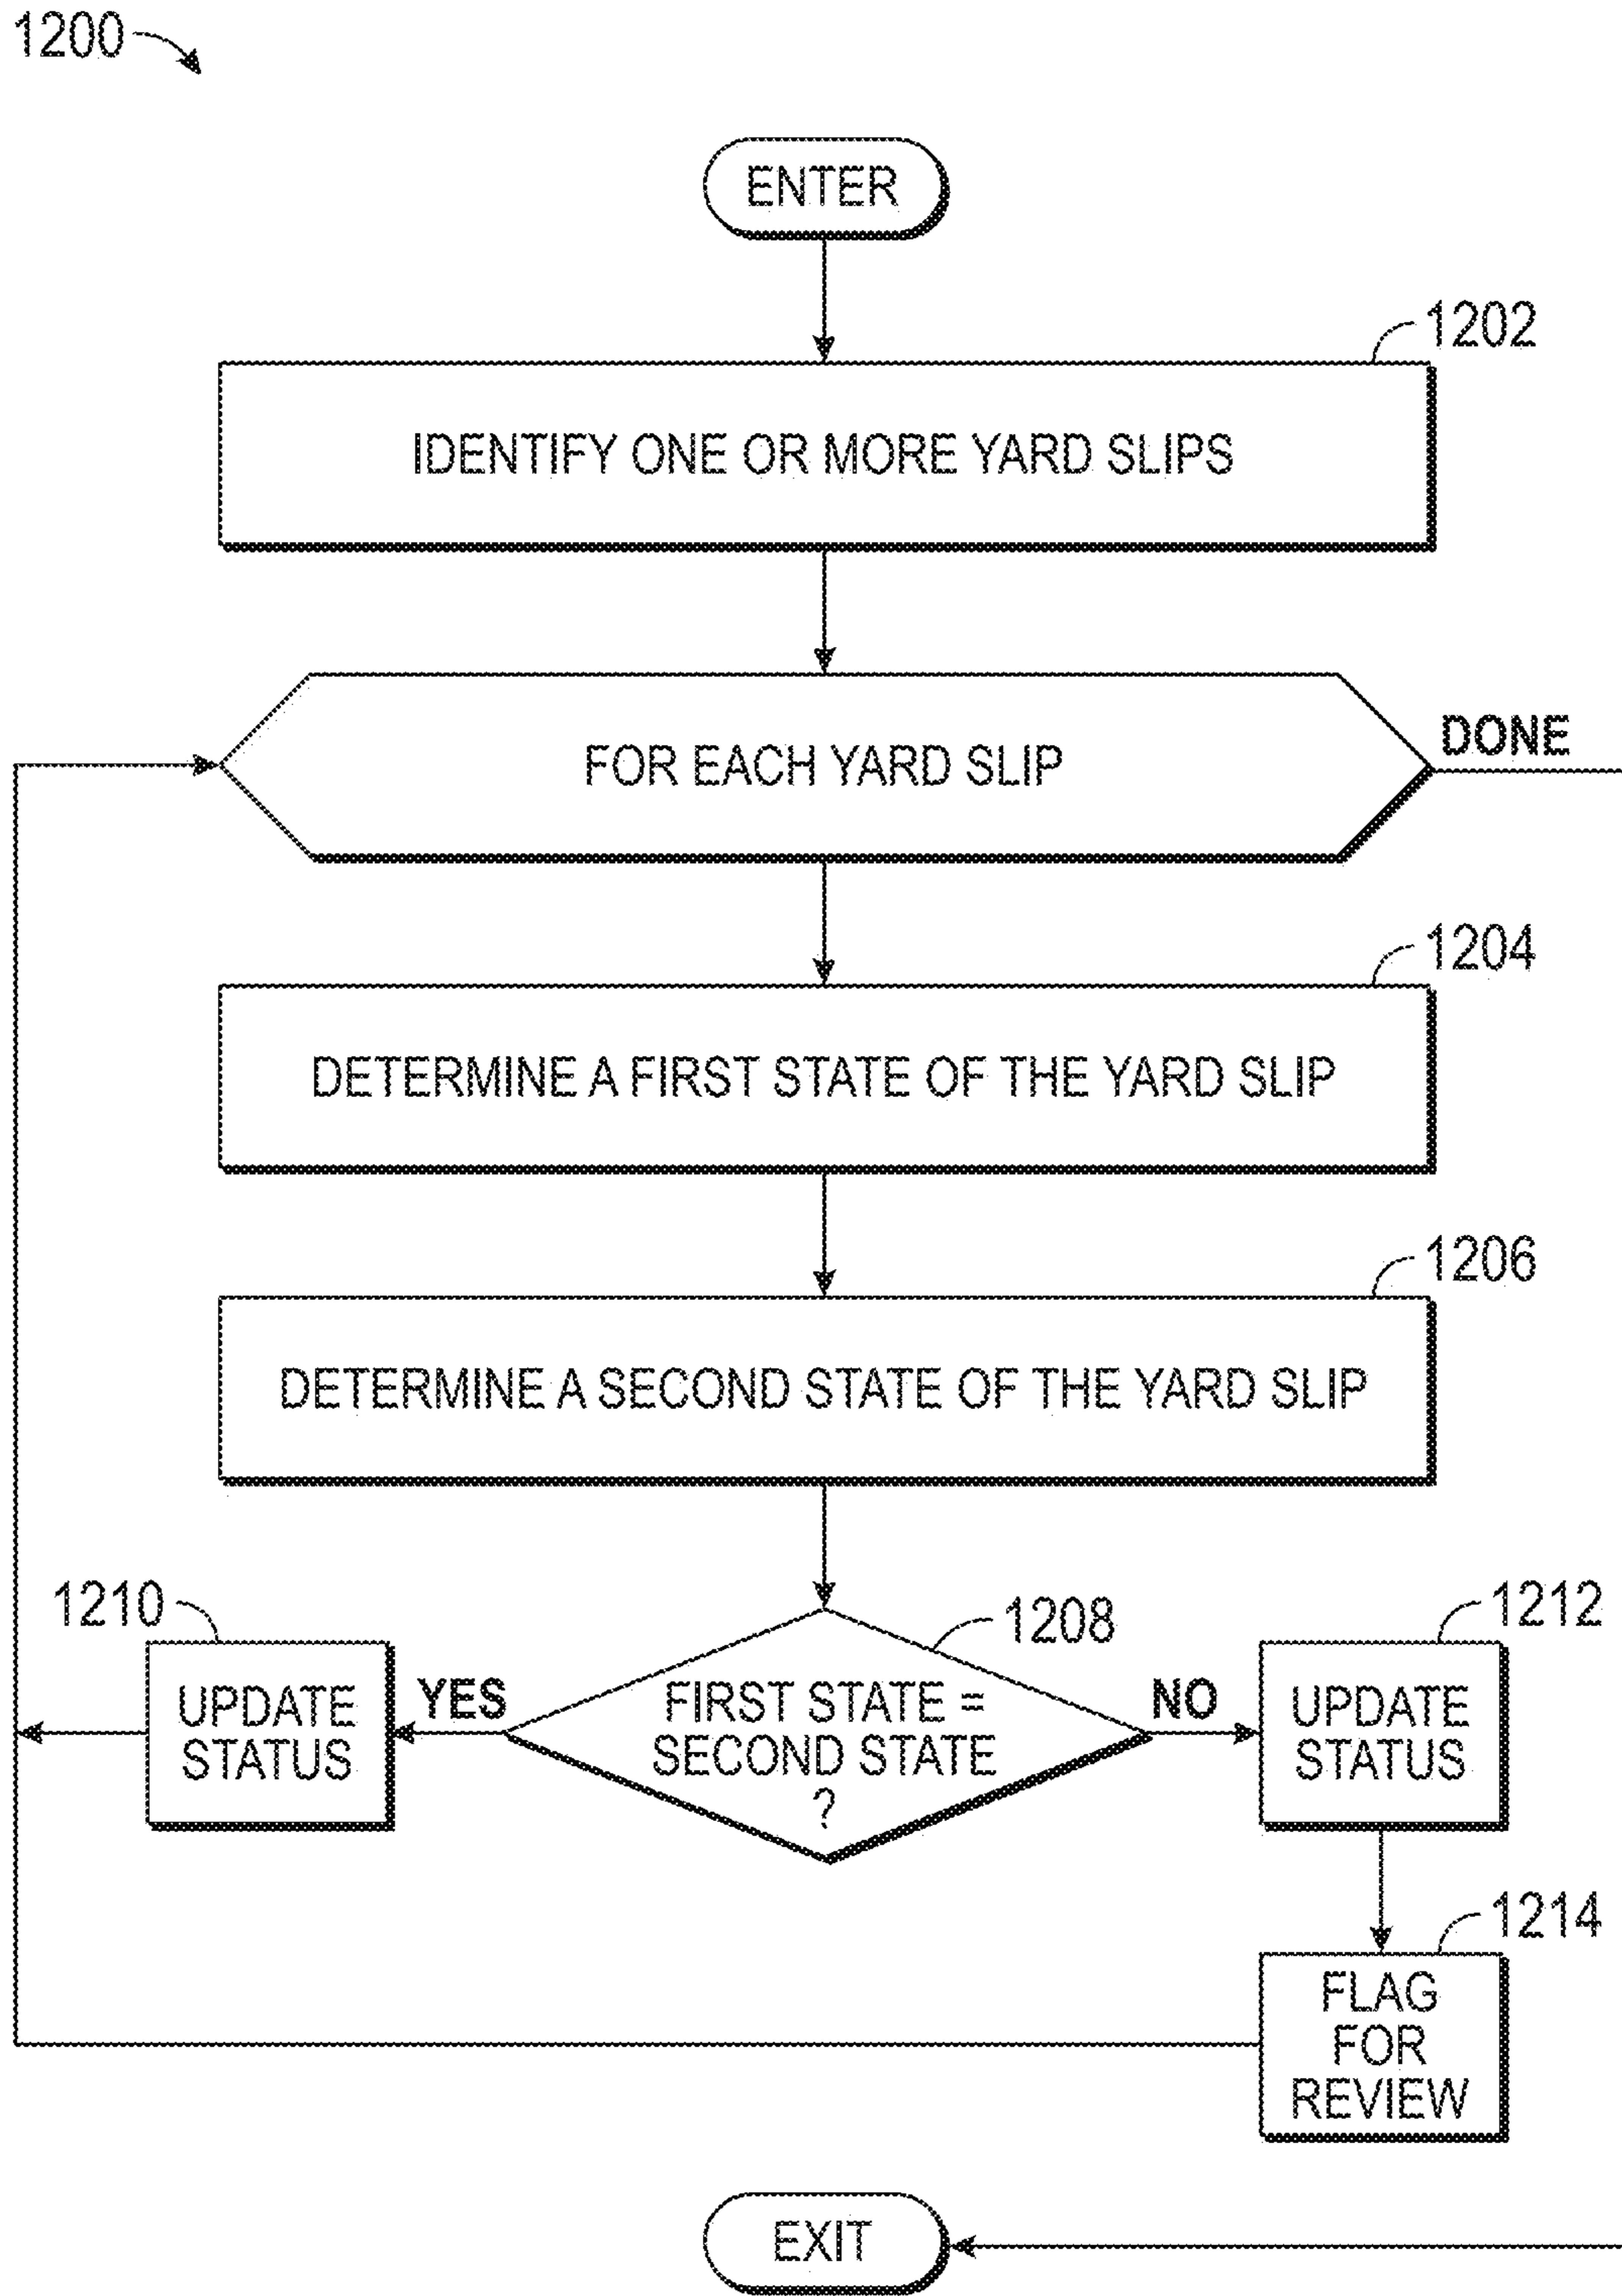 1200
ENTER
1202
IDENTIFY ONE OR MORE YARD SLIPS
FOR EACH YARD SLIP
DONE
1204
DETERMINE A FIRST STATE OF THE YARD SLIP
1206
DETERMINE A SECOND STATE OF THE YARD SLIP
1210
UPDATE
STATUS
YES
1208
FIRST STATE =
SECOND STATE
?
NO
1212
UPDATE
STATUS
1214
FLAG
FOR
REVIEW
EXIT